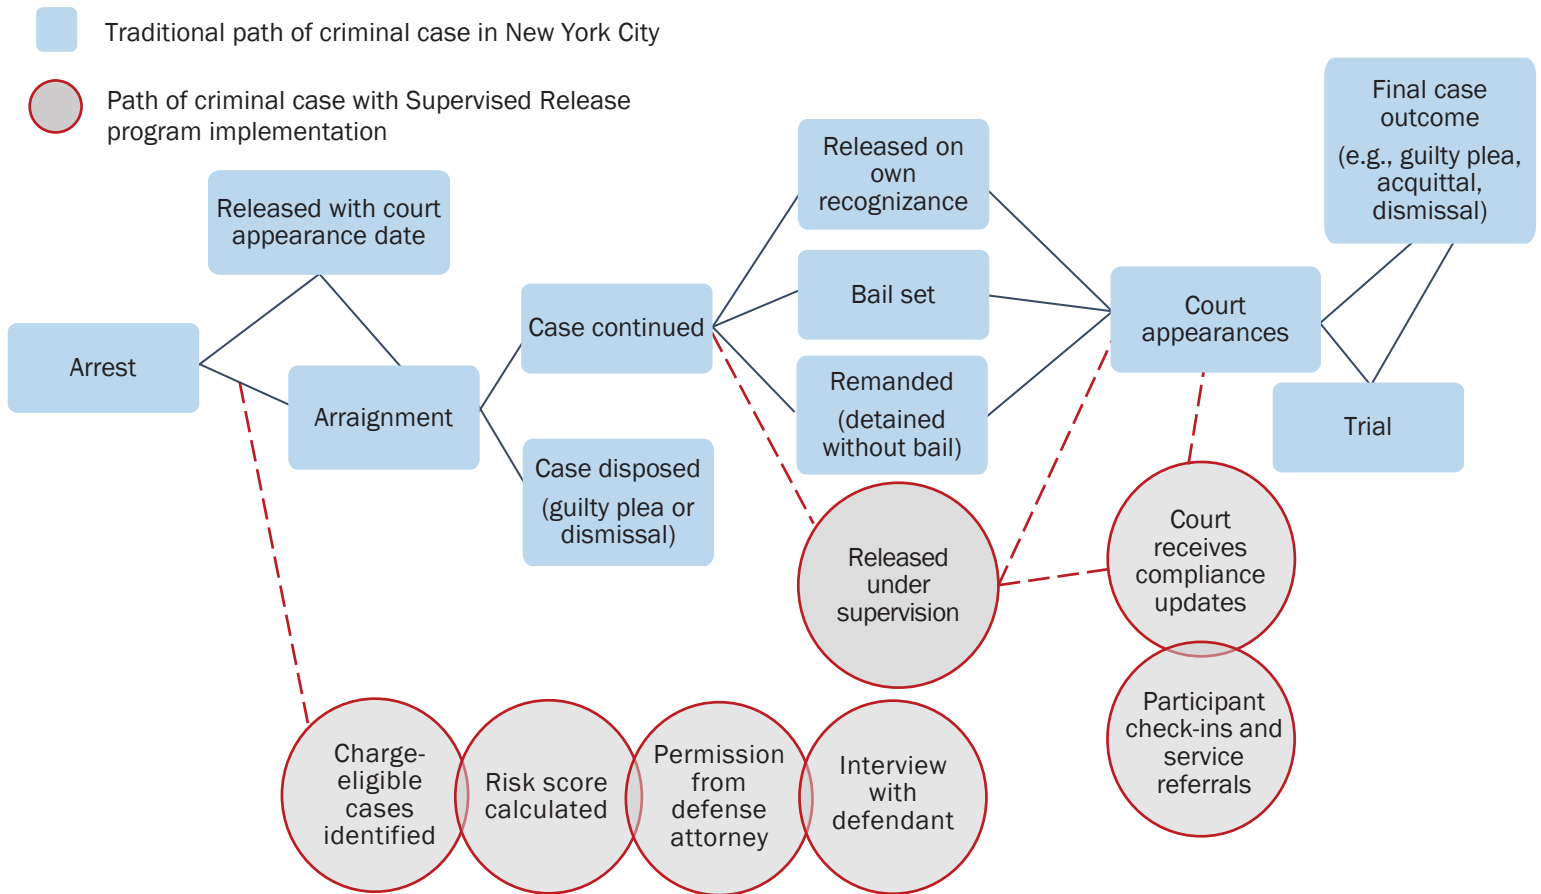 Traditional path of criminal case in New York City
Path of criminal case with Supervised Release
program implementation
Released with court
appearance date
Arrest
Arraignment
Case continued
Case disposed
(guilty plea or
dismissal)
Released on
own
recognizance
Bail set
Remanded
(detained
without bail)
Court
appearances
Final case
outcome
(e.g., guilty plea,
acquittal,
dismissal)
Trial
Released
under
supervision
Court
receives
compliance
updates
Participant
check-ins and
service
referrals
Charge-
eligible
cases
identified
Risk score
calculated
Permission
from
defense
attorney
Interview
with
defendant